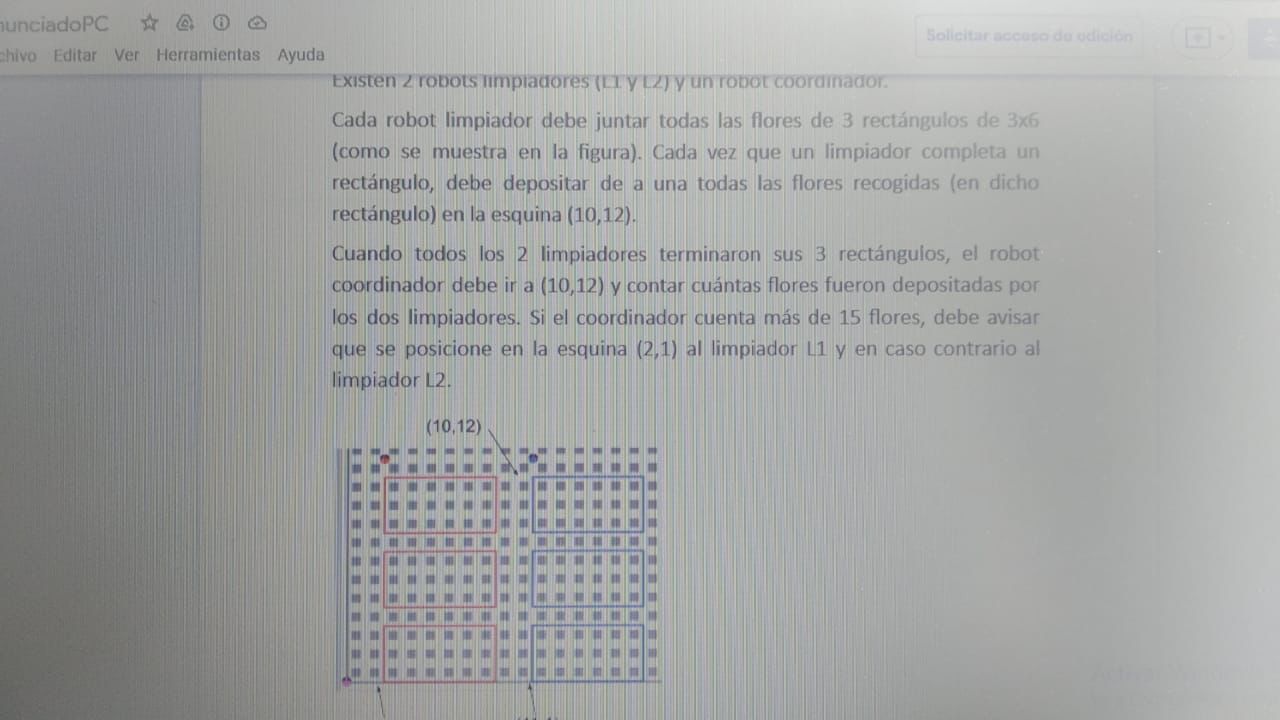 nunciadoPC
Solicitar acceso de edición
chivo Editar Ver Herramientas Ayuda
Existen 2 robots limpiadores (L1 y L2) y un robot coordinador.
Cada robot limpiador debe juntar todas las flores de 3 rectángulos de 3x6
(como se muestra en la figura). Cada vez que un limpiador completa un
rectángulo, debe depositar de a una todas las flores recogidas (en dicho
rectángulo) en la esquina (10,12).
Cuando todos los 2 limpiadores terminaron sus 3 rectángulos, el robot
coordinador debe ir a (10,12) y contar cuántas flores fueron depositadas por
los dos limpiadores. Si el coordinador cuenta más de 15 flores, debe avisar
que se posicione en la esquina (2,1) al limpiador L1 y en caso contrario al
limpiador L2.
(10,12)
Activar Windows